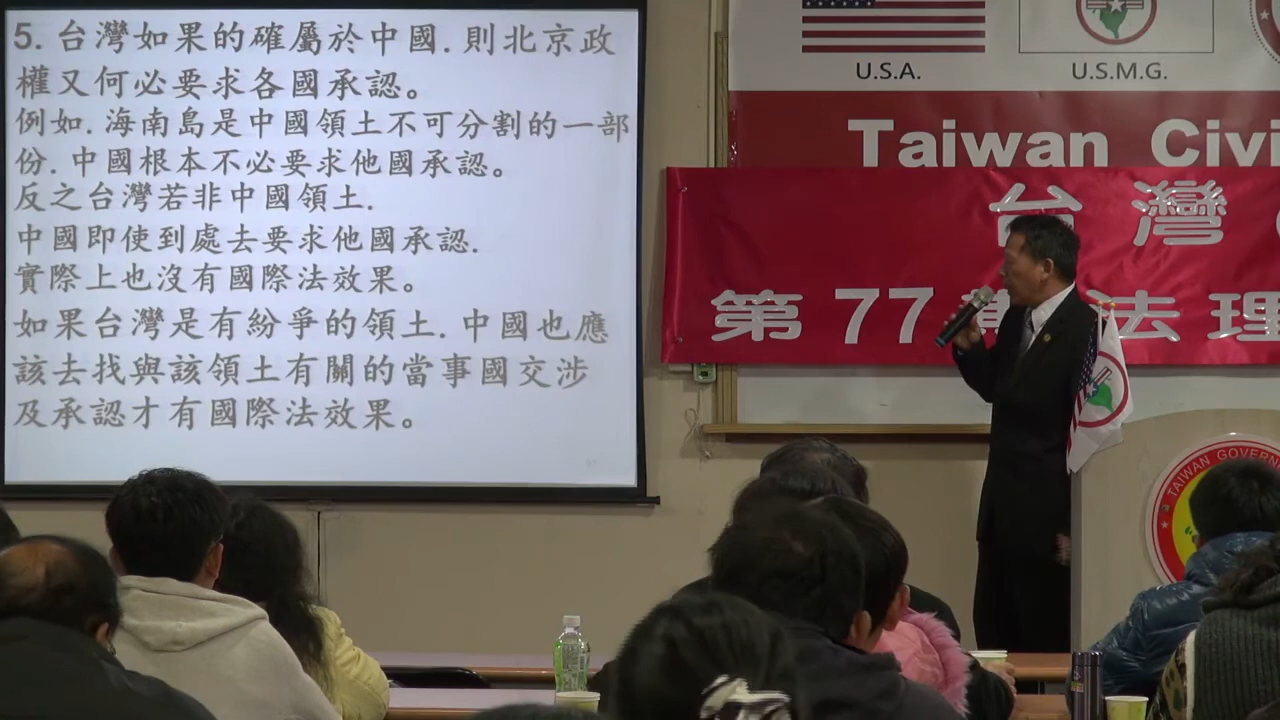 5. 台灣如果的確屬於中國.則北京政
權又何必要求各國承認。
例如.海南島是中國領土不可分割的一部
份.中國根本不必要求他國承認。
反之台灣若非中國領土.
中國即使到處去要求他國承認.
實際上也沒有國際法效果。
如果台灣是有紛爭的領土.中國也應
該去找與該領土有關的當事國交涉
及承認才有國際法效果。
U.S.A.
U.S.M.G.
Taiwan Civi
台灣
第77期法理
TAIWAN GOVERN